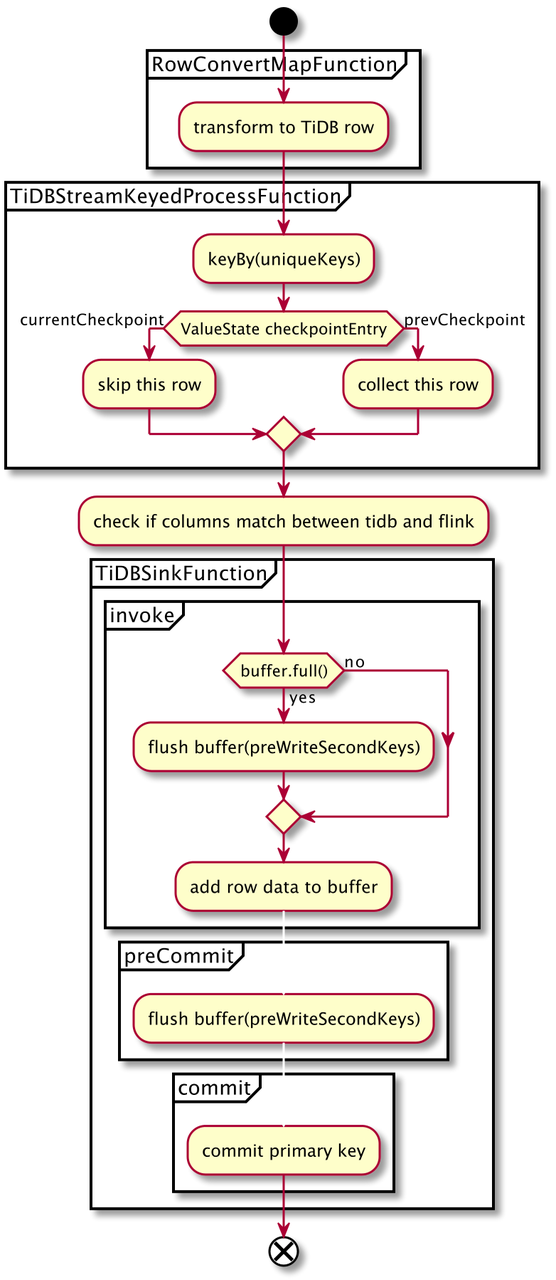 RowConvertMapFunction
transform to TiDB row
TiDBStreamKeyedProcessFunction
keyBy(uniqueKeys)
currentCheckpoint
ValueState checkpointEntry
prevCheckpoint
skip this row
collect this row
check if columns match between tidb and flink
TiDBSinkFunction
invoke
buffer.full()
no
yes
flush buffer(preWriteSecondKeys)
add row data to buffer
preCommit
flush buffer(preWriteSecondKeys)
commit
commit primary key